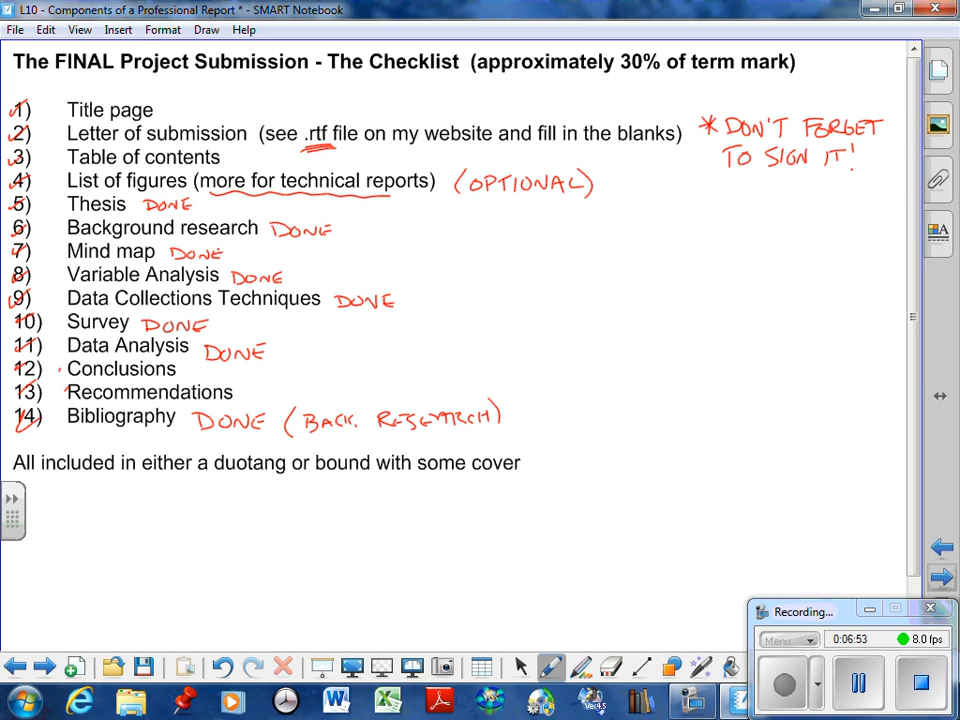 L10 - Components of a Professional Report * - SMART Notebook
File Edit View Insert Format Draw Help
The FINAL Project Submission - The Checklist (approximately 30% of term mark)
1) Title page
2) Letter of submission (see .rtf file on my website and fill in the blanks) * DON'T FORGET
TO SIGN IT!
3) Table of contents
4) List of figures (more for technical reports) (OPTIONAL)
5) Thesis DONE
6) Background research DONE
7) Mind map DONE
8) Variable Analysis DONE
9) Data Collections Techniques DONE
10) Survey DONE
11) Data Analysis DONE
12) Conclusions
13) Recommendations
14) Bibliography DONE (BACK. RESEARCH)
All included in either a duotang or bound with some cover
Recording...
Menu 0:06:53 8.0 fps
Ver4.5